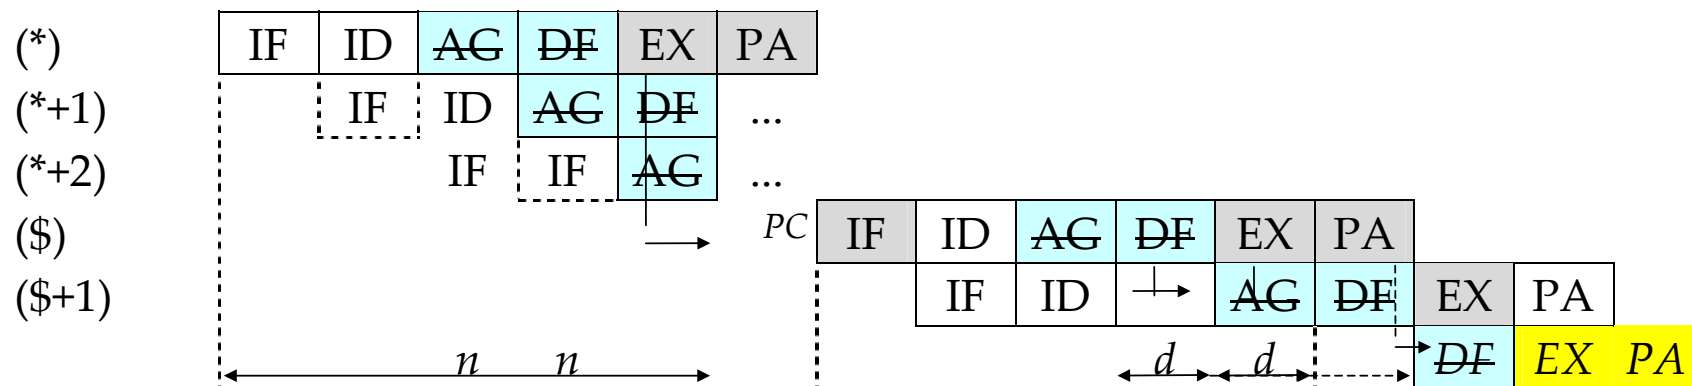 (*) IF ID AG DF EX PA
(*+1) IF ID AG DF ...
(*+2) IF IF AG ...
($) PC IF ID AG DF EX PA
($+1) IF ID AG DF EX PA
n n d d DF EX PA